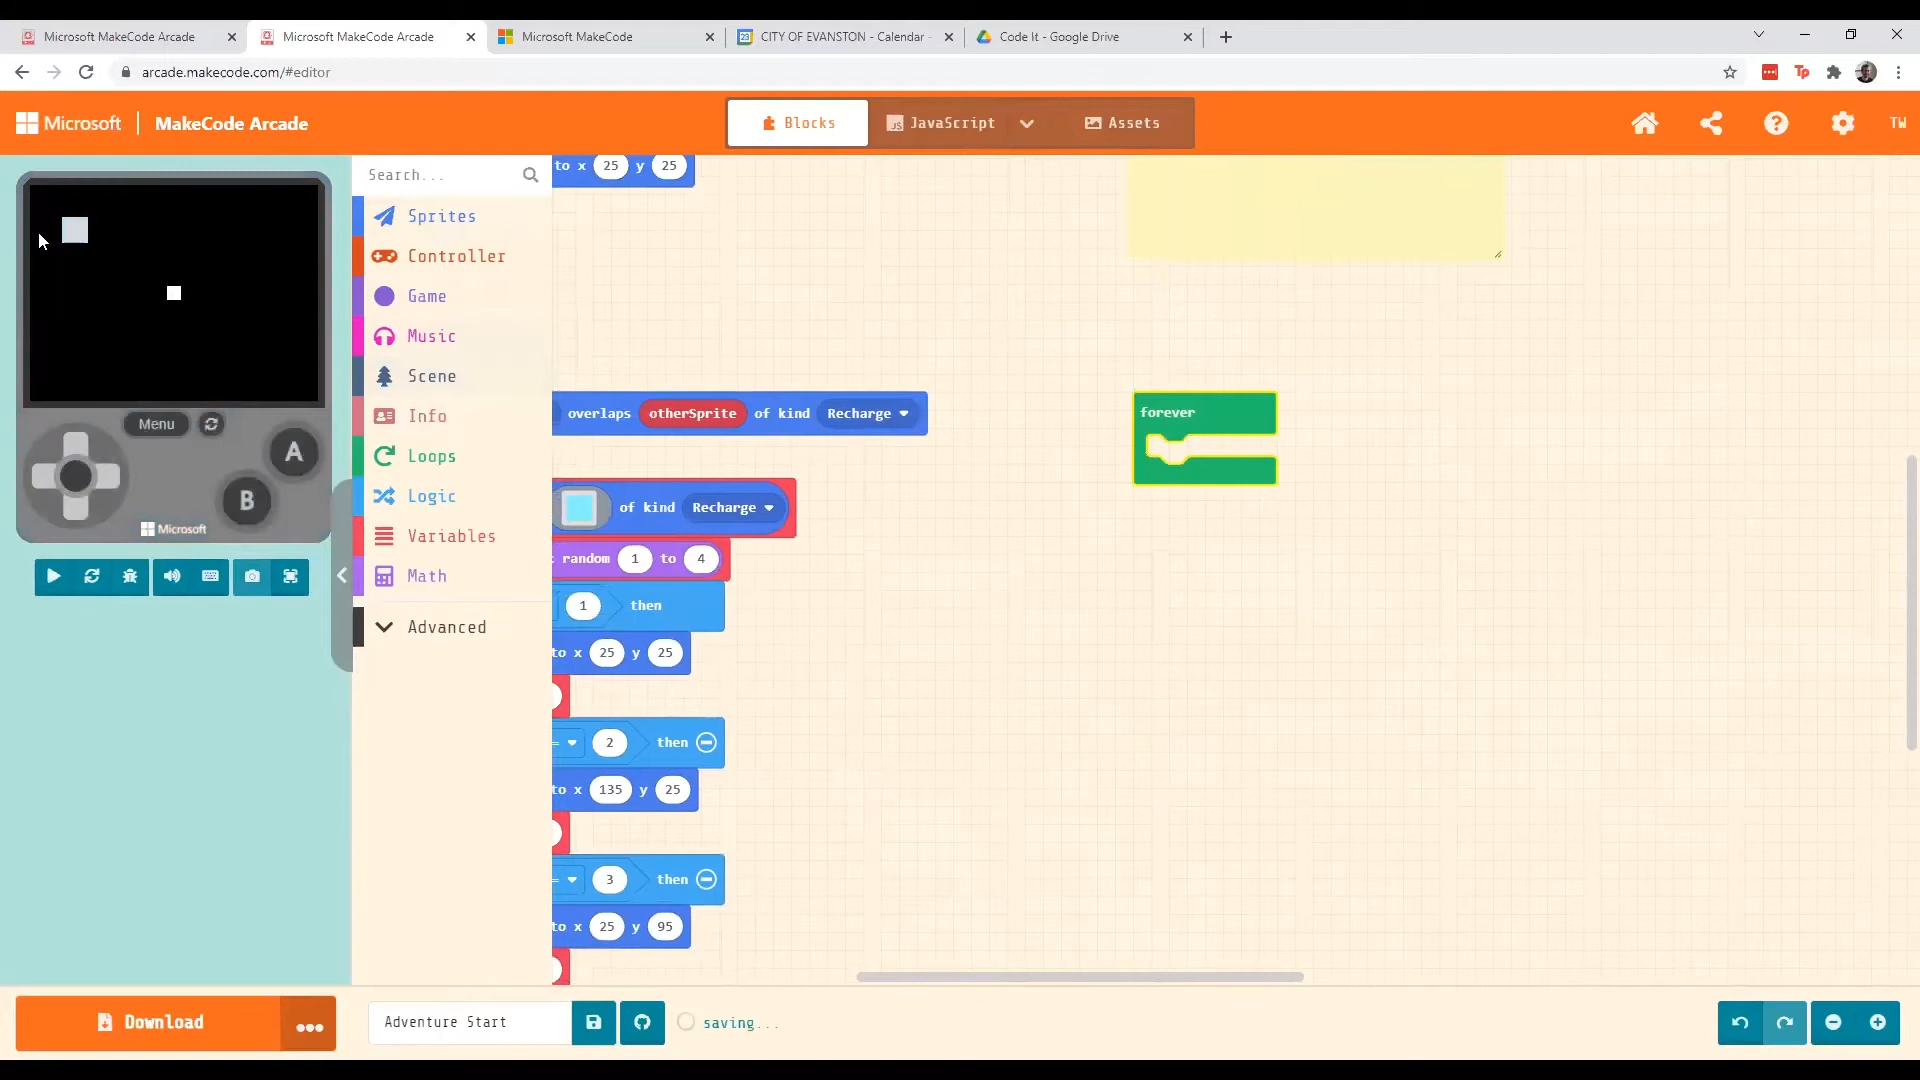 Microsoft MakeCode Arcade
Microsoft MakeCode Arcade
Microsoft MakeCode
23
CITY OF EVANSTON - Calendar -
Code It - Google Drive
arcade.makecode.com/#editor
Tp
Microsoft
MakeCode Arcade
Blocks
JS
JavaScript
Assets
TW
Search...
Sprites
Controller
Game
Music
Scene
Info
Loops
Logic
Variables
Math
Advanced
Menu
A
B
Microsoft
to x 25 y 25
overlaps otherSprite of kind Recharge
of kind Recharge
random 1 to 4
1 then
to x 25 y 25
= 2 then
to x 135 y 25
= 3 then
to x 25 y 95
forever
Download
Adventure Start
saving...